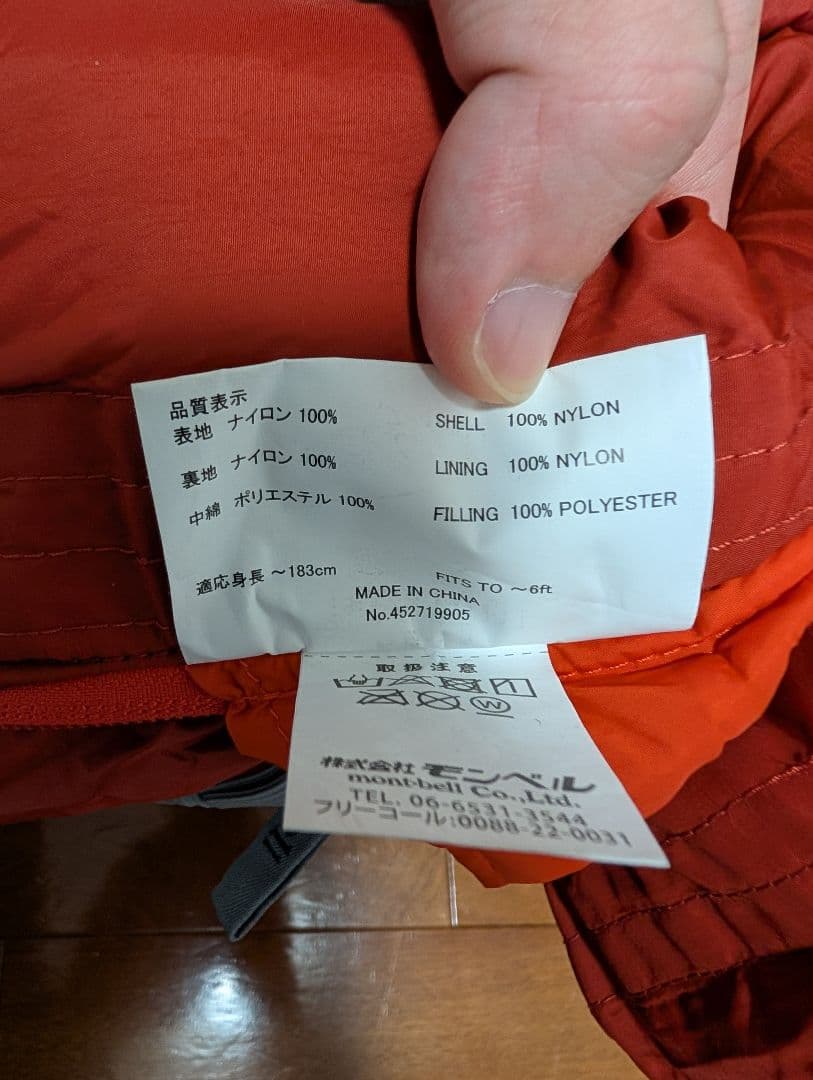 品質表示
表地 ナイロン 100% SHELL 100% NYLON
裏地 ナイロン 100% LINING 100% NYLON
中綿 ポリエステル 100% FILLING 100% POLYESTER
適応身長 ～183cm FITS TO ～6ft
MADE IN CHINA
No.452719905
取扱注意
W
株式会社 モンベル
mont-bell Co.,Ltd.
TEL. 06-6531-3544
フリーコール:0088-22-0031